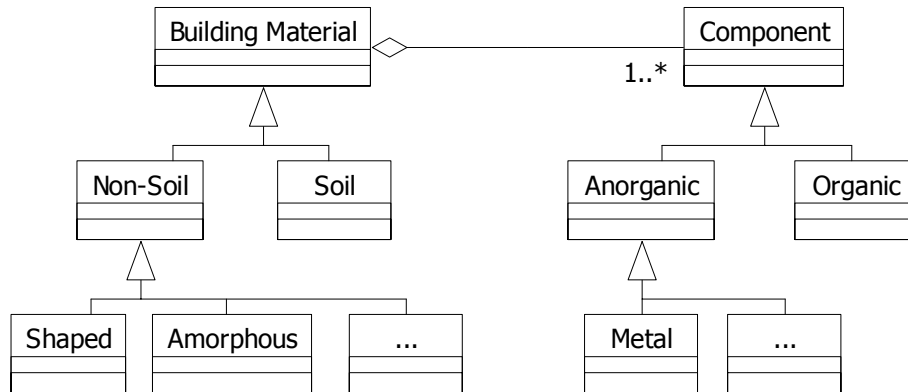 Building Material
Component
1..*
Non-Soil
Soil
Anorganic
Organic
Shaped
Amorphous
...
Metal
...